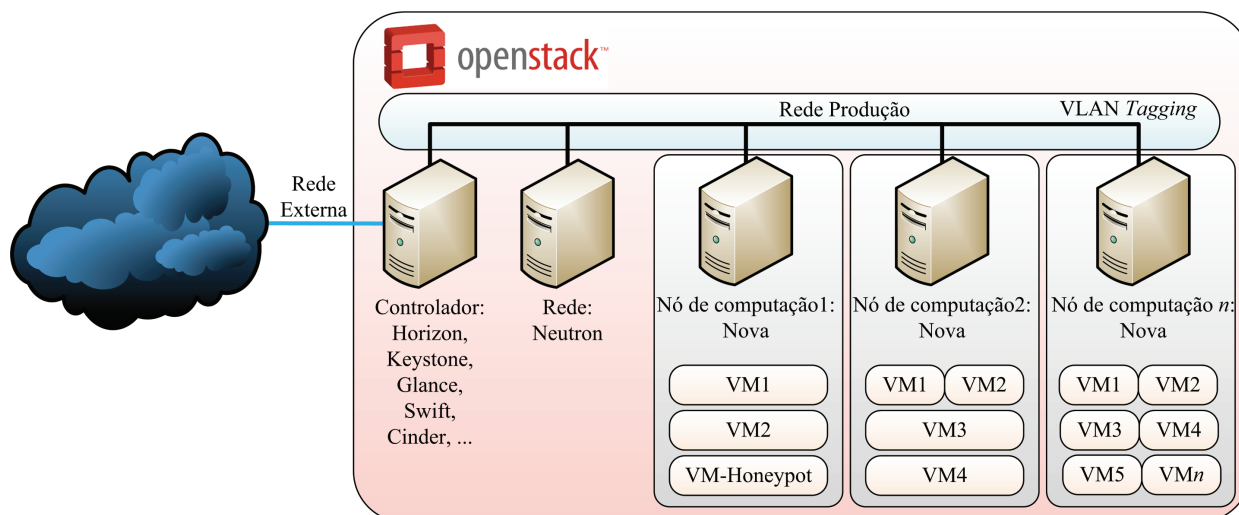 openstack™
Rede Produção
VLAN Tagging
Rede
Externa
Controlador:
Horizon,
Keystone,
Glance,
Swift,
Cinder, ...
Rede:
Neutron
Nó de computação1:
Nova
VM1
VM2
VM-Honeypot
Nó de computação2:
Nova
VM1 VM2
VM3
VM4
Nó de computação n:
Nova
VM1 VM2
VM3 VM4
VM5 VMn